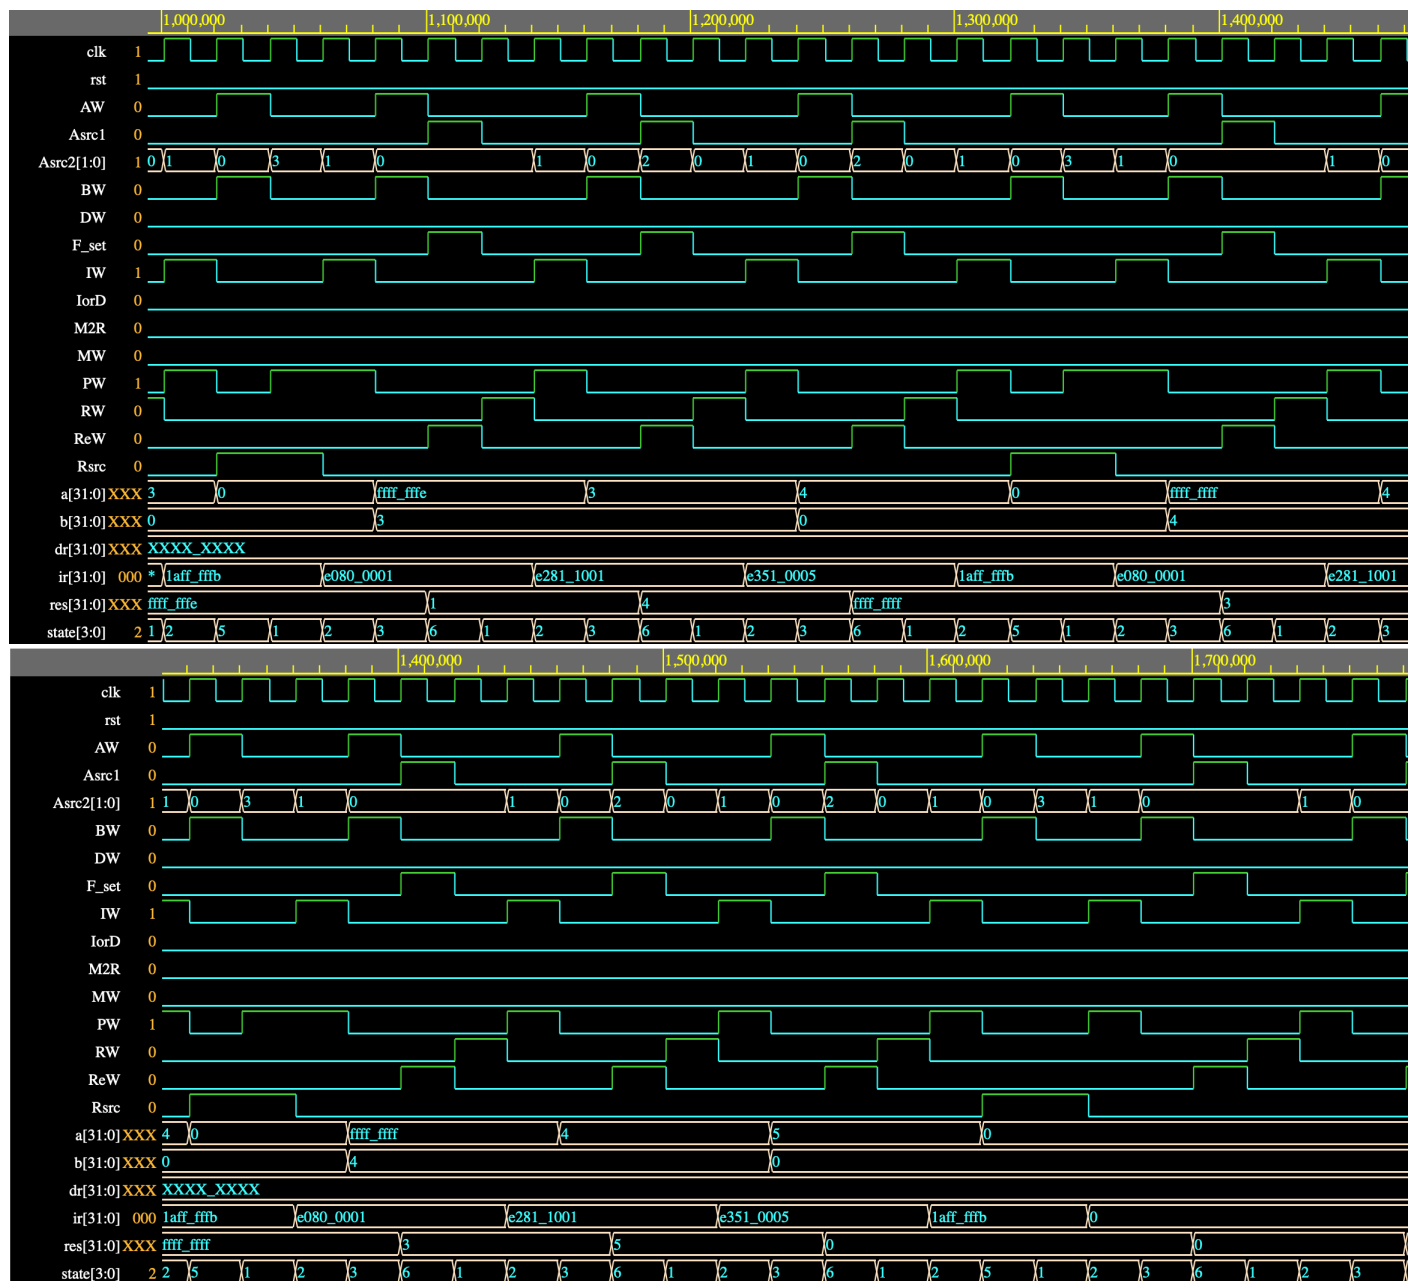 1,000,000 1,100,000 1,200,000 1,300,000 1,400,000
clk 1
rst 1
AW 0
Asrc1 0
Asrc2[1:0] 1 0 1 0 3 1 0 1 0 2 0 1 0 2 0 1 0 3 1 0 1 0
BW 0
DW 0
F_set 0
IW 1
IorD 0
M2R 0
MW 0
PW 1
RW 0
ReW 0
Rsrc 0
a[31:0] XXX 3 0 ffff_fffe 3 4 0 ffff_ffff 4
b[31:0] XXX 0 3 0 4
dr[31:0] XXX XXXX_XXXX
ir[31:0] 000 * 1aff_fffb e080_0001 e281_1001 e351_0005 1aff_fffb e080_0001 e281_1001
res[31:0] XXX ffff_fffe 1 4 ffff_ffff 3
state[3:0] 2 1 2 5 1 2 3 6 1 2 3 6 1 2 3 6 1 2 5 1 2 3 6 1 2 3
1,400,000 1,500,000 1,600,000 1,700,000
clk 1
rst 1
AW 0
Asrc1 0
Asrc2[1:0] 1 1 0 3 1 0 1 0 2 0 1 0 2 0 1 0 3 1 0 1 0
BW 0
DW 0
F_set 0
IW 1
IorD 0
M2R 0
MW 0
PW 1
RW 0
ReW 0
Rsrc 0
a[31:0] XXX 4 0 ffff_ffff 4 5 0
b[31:0] XXX 0 4 0
dr[31:0] XXX XXXX_XXXX
ir[31:0] 000 1aff_fffb e080_0001 e281_1001 e351_0005 1aff_fffb 0
res[31:0] XXX ffff_ffff 3 5 0 0
state[3:0] 2 2 5 1 2 3 6 1 2 3 6 1 2 3 6 1 2 5 1 2 3 6 1 2 3